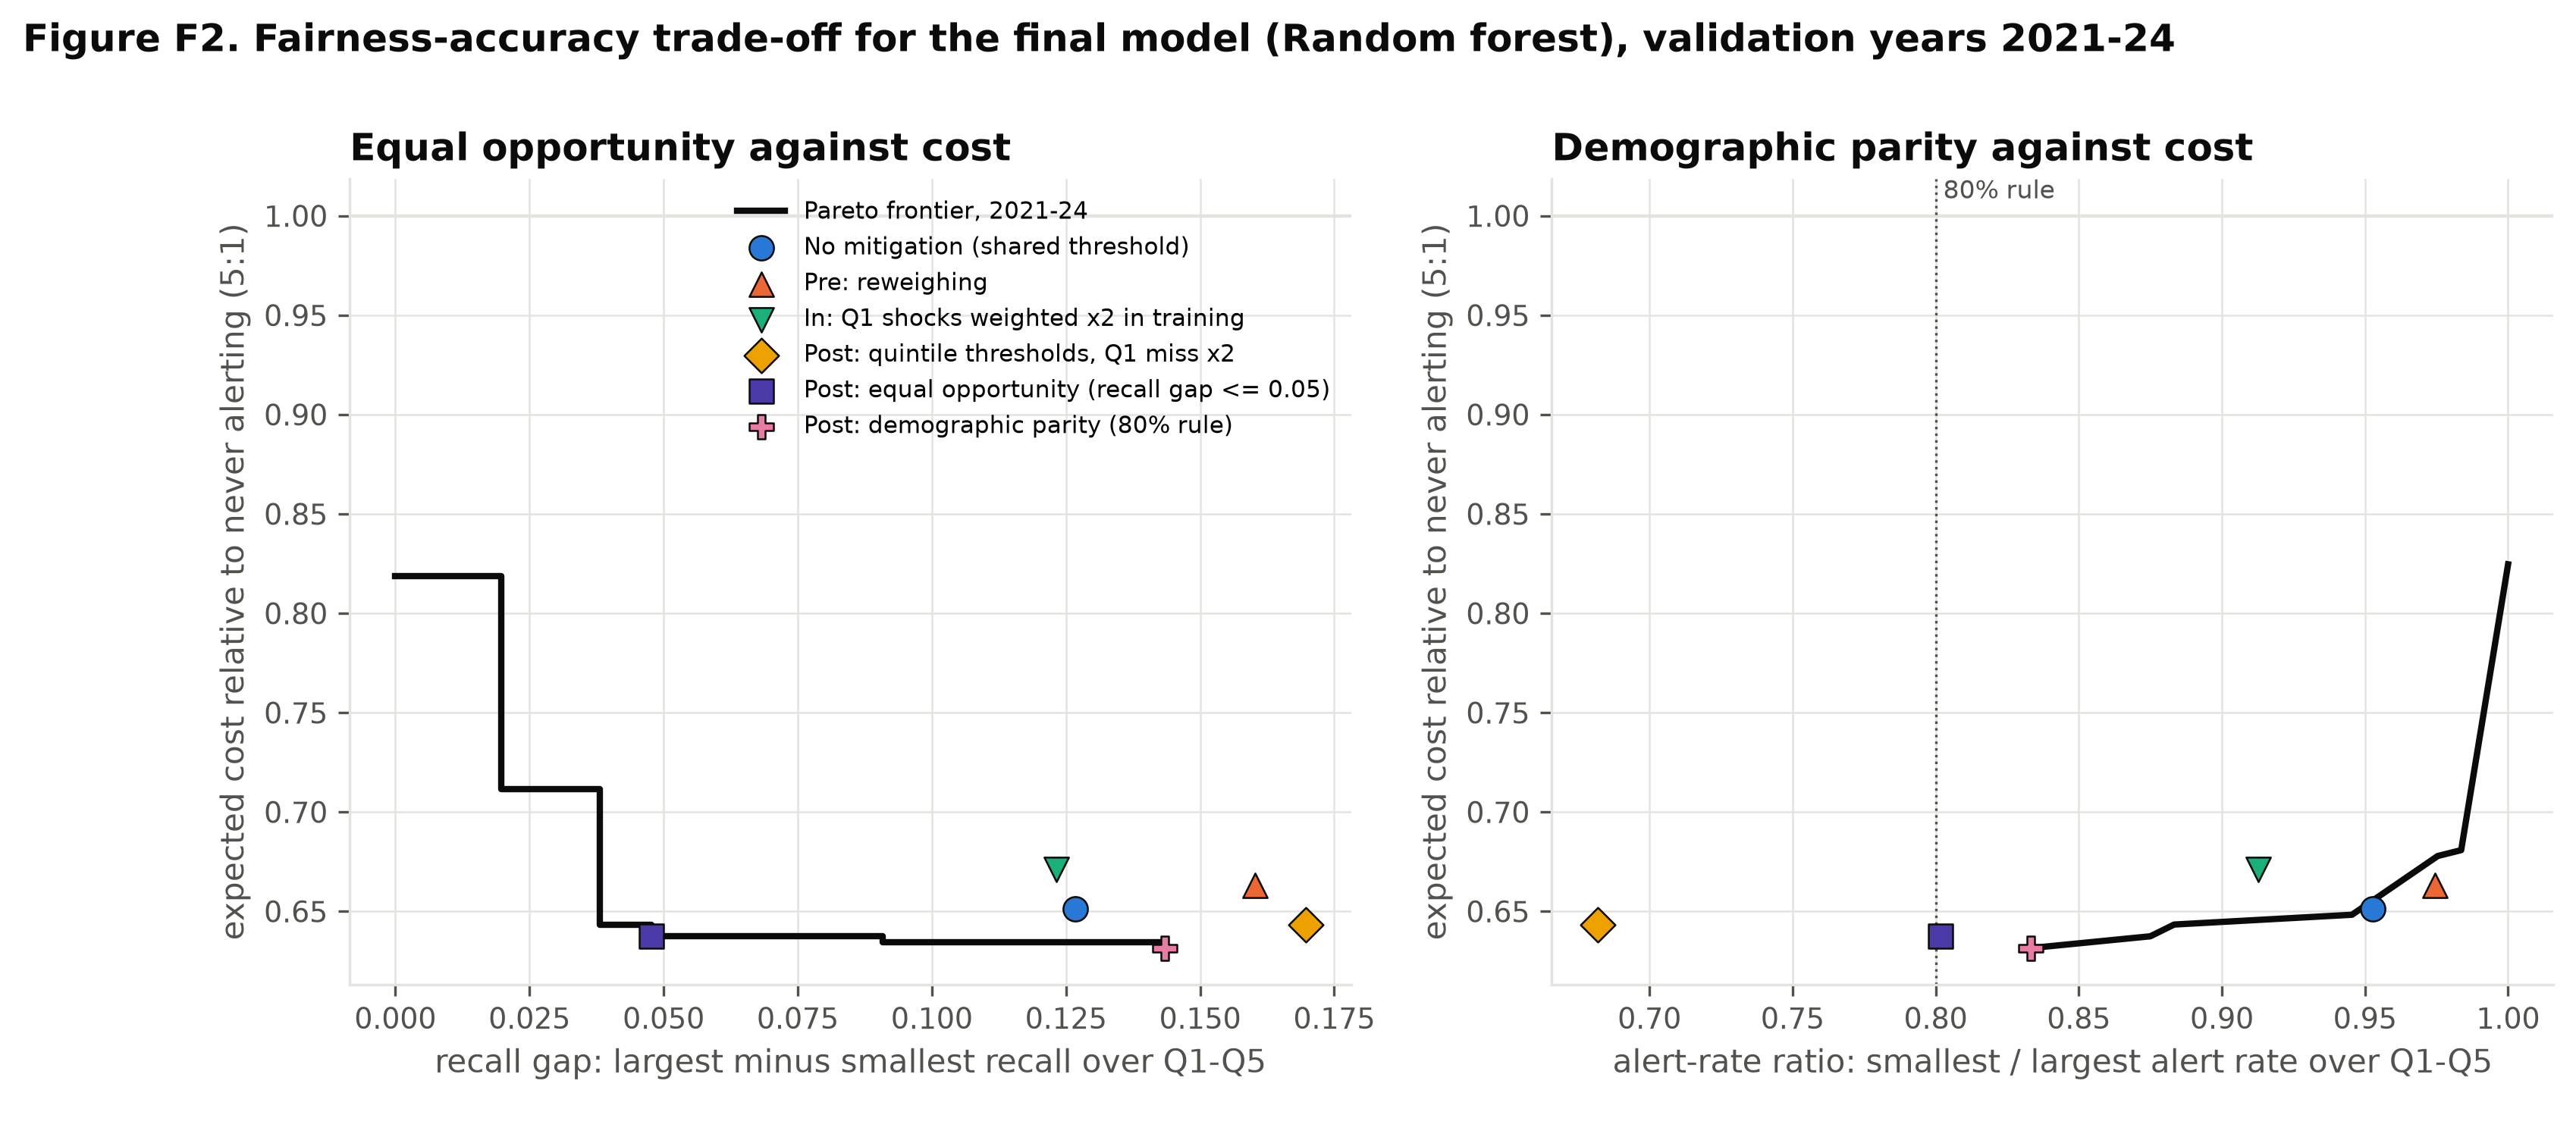 Figure F2. Fairness-accuracy trade-off for the final model (Random forest), validation years 2021-24
Equal opportunity against cost
expected cost relative to never alerting (5:1)
1.00
0.95
0.90
0.85
0.80
0.75
0.70
0.65
Pareto frontier, 2021-24
No mitigation (shared threshold)
Pre: reweighing
In: Q1 shocks weighted x2 in training
Post: quintile thresholds, Q1 miss x2
Post: equal opportunity (recall gap <= 0.05)
Post: demographic parity (80% rule)
0.000 0.025 0.050 0.075 0.100 0.125 0.150 0.175
recall gap: largest minus smallest recall over Q1-Q5
Demographic parity against cost
80% rule
expected cost relative to never alerting (5:1)
1.00
0.95
0.90
0.85
0.80
0.75
0.70
0.65
0.70 0.75 0.80 0.85 0.90 0.95 1.00
alert-rate ratio: smallest / largest alert rate over Q1-Q5